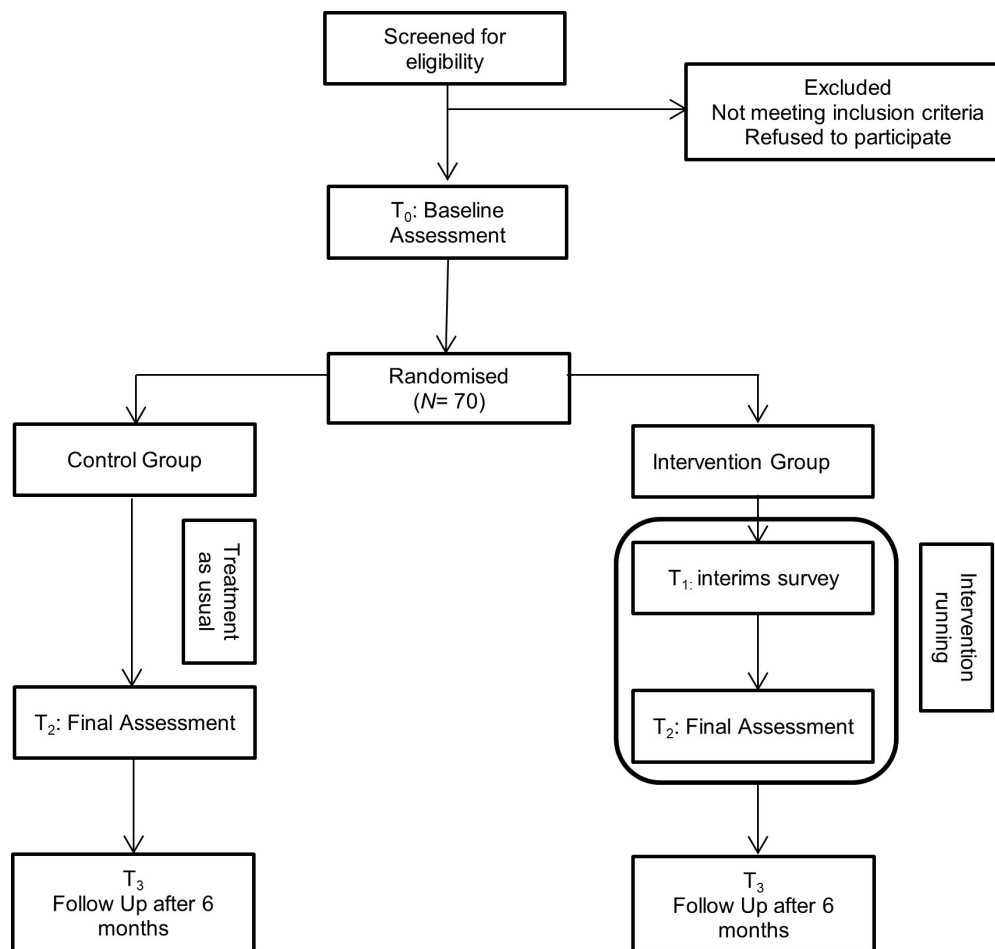 Screened for
eligibility
Excluded
Not meeting inclusion criteria
Refused to participate
T₀: Baseline
Assessment
Randomised
(N= 70)
Control Group
Intervention Group
Treatment
as usual
T₁: interims survey
Intervention
running
T₂: Final Assessment
T₂: Final Assessment
T₃
Follow Up after 6
months
T₃
Follow Up after 6
months